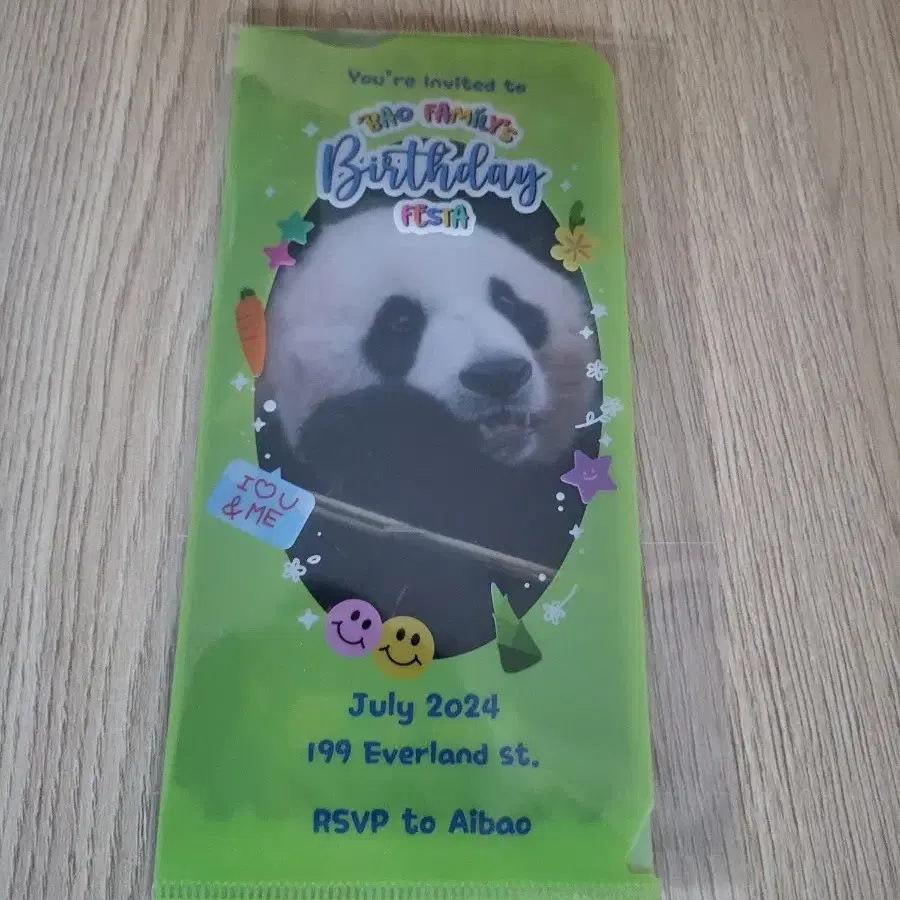 You're invited to
BAO FAMILY'S
Birthday
FESTA
I♡U
& ME
July 2024
199 Everland st.
RSVP to Aibao